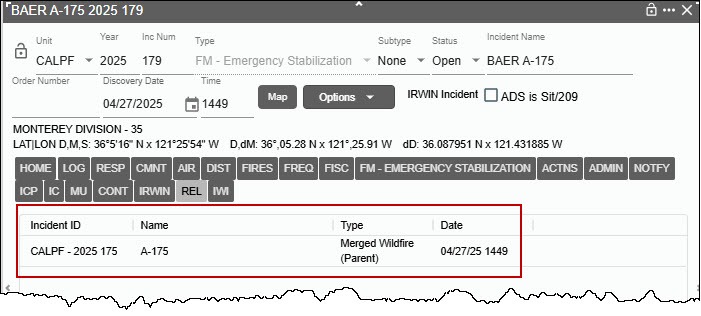 BAER A-175 2025 179
Unit Year Inc Num Type Subtype Status Incident Name
CALPF 2025 179 FM - Emergency Stabilization None Open BAER A-175
Order Number Discovery Date Time
04/27/2025 1449 Map Options IRWIN Incident ADS is Sit/209
MONTEREY DIVISION - 35
LAT|LON D,M,S: 36°5'16" N x 121°25'54" W D,dM: 36°,05.28 N x 121°,25.91 W dD: 36.087951 N x 121.431885 W
HOME LOG RESP CMNT AIR DIST FIRES FREQ FISC FM - EMERGENCY STABILIZATION ACTNS ADMIN NOTFY
ICP IC MU CONT IRWIN REL IWI
Incident ID Name Type Date
CALPF - 2025 175 A-175 Merged Wildfire (Parent) 04/27/25 1449